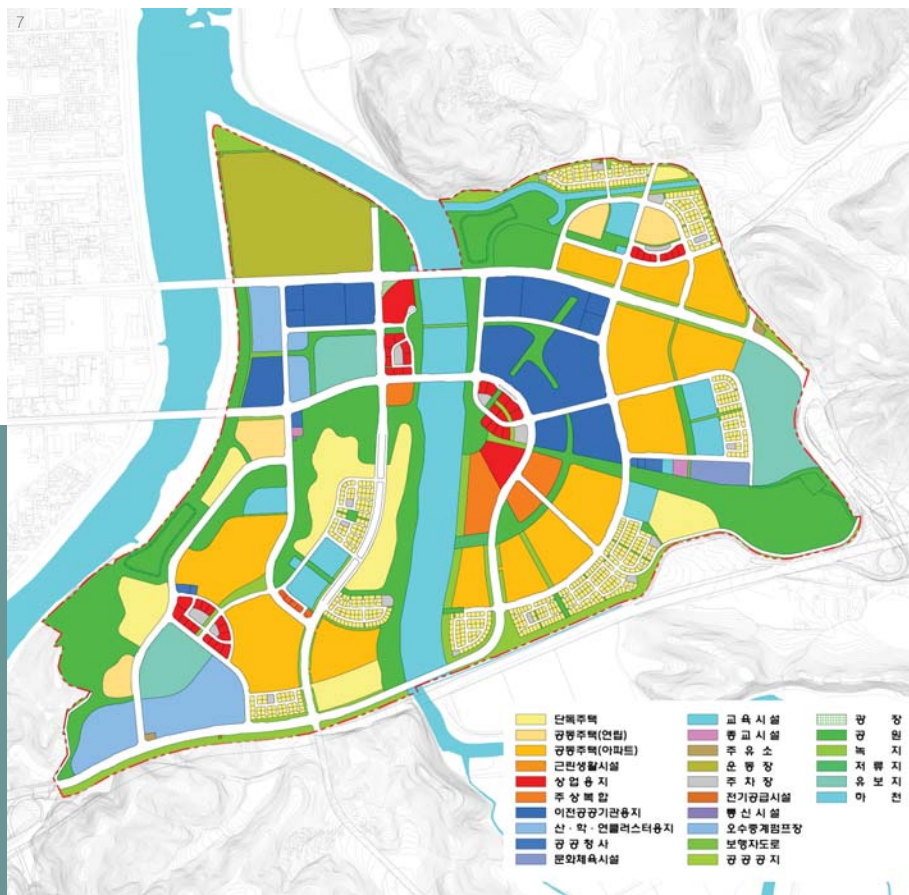 7
단독주택
공동주택(연립)
공동주택(아파트)
근린생활시설
상업용지
주상복합
이전공공기관용지
산·학·연클러스터용지
공공청사
문화체육시설
교육시설
종교시설
주유소
운동장
주차장
전기공급시설
통신시설
오수중계펌프장
보행자도로
공공공지
광장
공원
녹지
저류지
유보지
하천